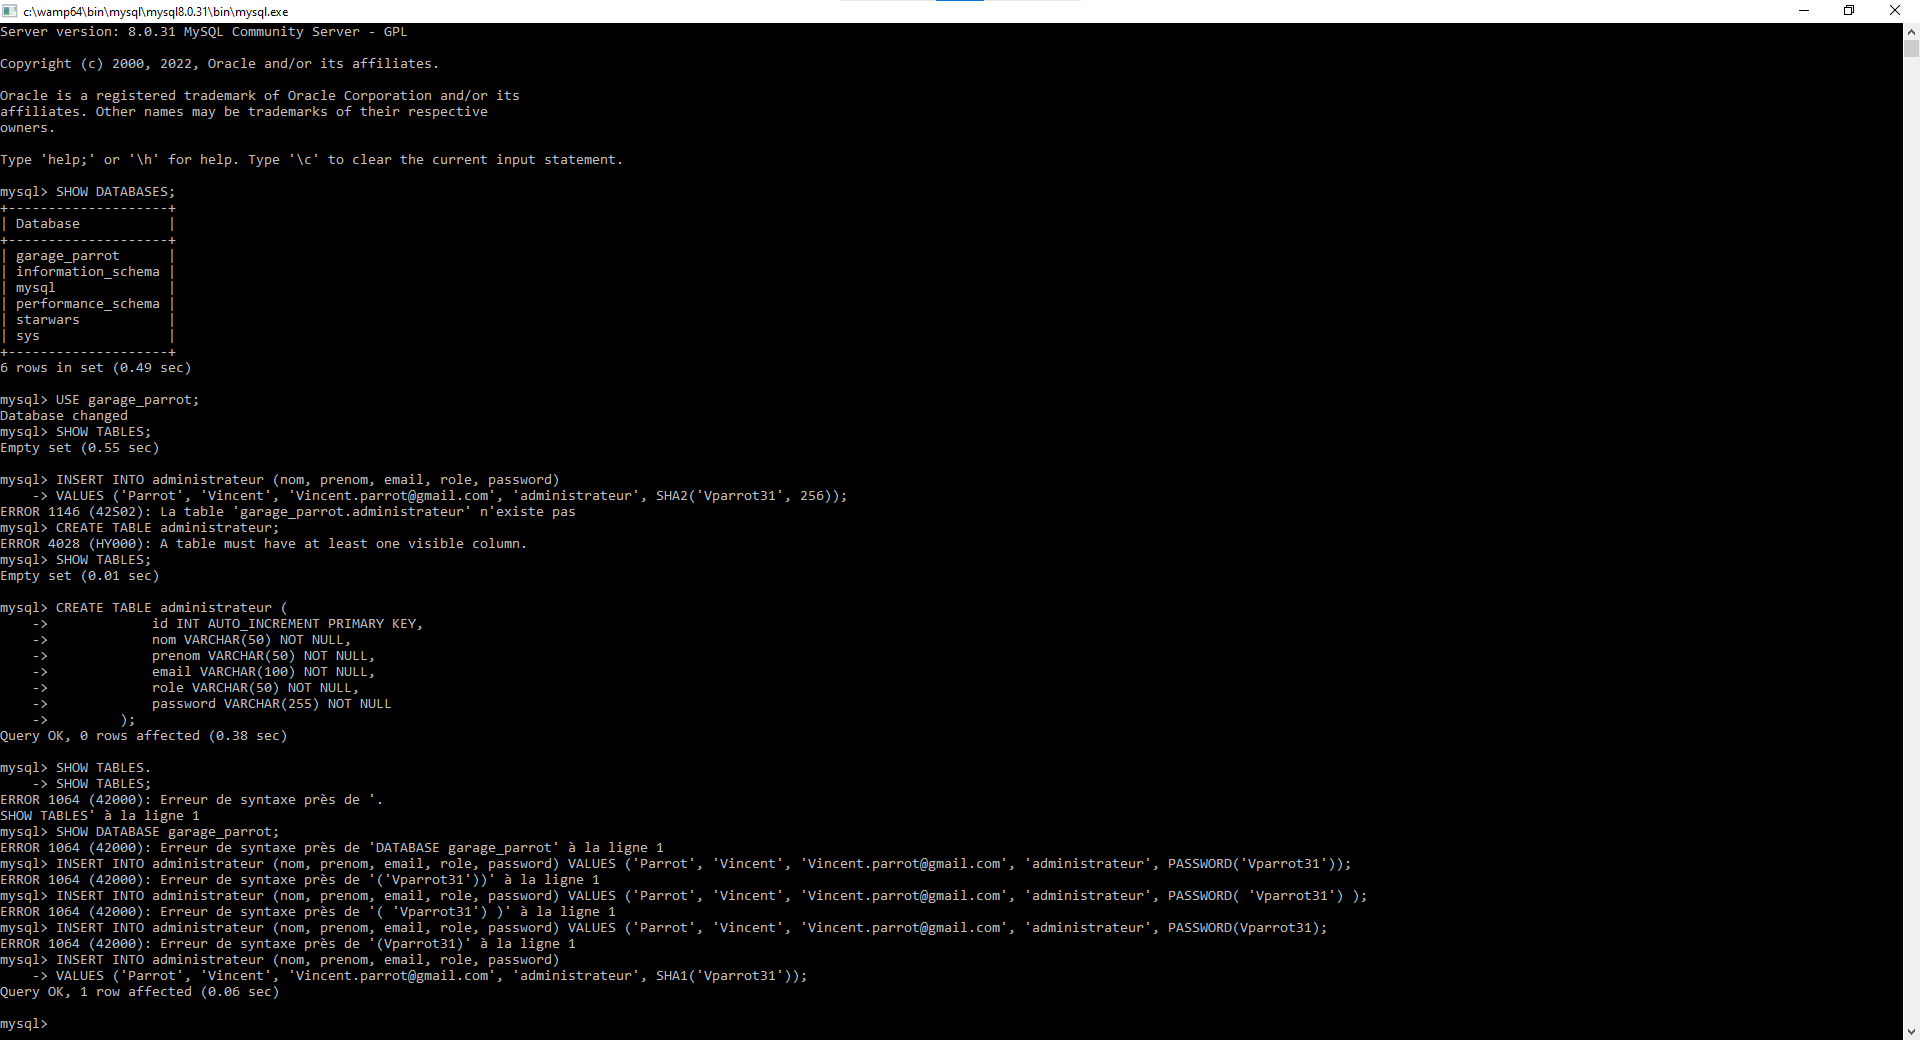 c:\wamp64\bin\mysql\mysql8.0.31\bin\mysql.exe
Server version: 8.0.31 MySQL Community Server - GPL
Copyright (c) 2000, 2022, Oracle and/or its affiliates.
Oracle is a registered trademark of Oracle Corporation and/or its
affiliates. Other names may be trademarks of their respective
owners.
Type 'help;' or '\h' for help. Type '\c' to clear the current input statement.
mysql> SHOW DATABASES;
+--------------------+
| Database           |
+--------------------+
| garage_parrot      |
| information_schema |
| mysql              |
| performance_schema |
| starwars           |
| sys                |
+--------------------+
6 rows in set (0.49 sec)
mysql> USE garage_parrot;
Database changed
mysql> SHOW TABLES;
Empty set (0.55 sec)
mysql> INSERT INTO administrateur (nom, prenom, email, role, password)
    -> VALUES ('Parrot', 'Vincent', 'Vincent.parrot@gmail.com', 'administrateur', SHA2('Vparrot31', 256));
ERROR 1146 (42S02): La table 'garage_parrot.administrateur' n'existe pas
mysql> CREATE TABLE administrateur;
ERROR 4028 (HY000): A table must have at least one visible column.
mysql> SHOW TABLES;
Empty set (0.01 sec)
mysql> CREATE TABLE administrateur (
    ->             id INT AUTO_INCREMENT PRIMARY KEY,
    ->             nom VARCHAR(50) NOT NULL,
    ->             prenom VARCHAR(50) NOT NULL,
    ->             email VARCHAR(100) NOT NULL,
    ->             role VARCHAR(50) NOT NULL,
    ->             password VARCHAR(255) NOT NULL
    ->         );
Query OK, 0 rows affected (0.38 sec)
mysql> SHOW TABLES.
    -> SHOW TABLES;
ERROR 1064 (42000): Erreur de syntaxe près de '.
SHOW TABLES' à la ligne 1
mysql> SHOW DATABASE garage_parrot;
ERROR 1064 (42000): Erreur de syntaxe près de 'DATABASE garage_parrot' à la ligne 1
mysql> INSERT INTO administrateur (nom, prenom, email, role, password) VALUES ('Parrot', 'Vincent', 'Vincent.parrot@gmail.com', 'administrateur', PASSWORD('Vparrot31'));
ERROR 1064 (42000): Erreur de syntaxe près de '('Vparrot31'))' à la ligne 1
mysql> INSERT INTO administrateur (nom, prenom, email, role, password) VALUES ('Parrot', 'Vincent', 'Vincent.parrot@gmail.com', 'administrateur', PASSWORD( 'Vparrot31') );
ERROR 1064 (42000): Erreur de syntaxe près de '( 'Vparrot31') )' à la ligne 1
mysql> INSERT INTO administrateur (nom, prenom, email, role, password) VALUES ('Parrot', 'Vincent', 'Vincent.parrot@gmail.com', 'administrateur', PASSWORD(Vparrot31);
ERROR 1064 (42000): Erreur de syntaxe près de '(Vparrot31)' à la ligne 1
mysql> INSERT INTO administrateur (nom, prenom, email, role, password)
    -> VALUES ('Parrot', 'Vincent', 'Vincent.parrot@gmail.com', 'administrateur', SHA1('Vparrot31'));
Query OK, 1 row affected (0.06 sec)
mysql>